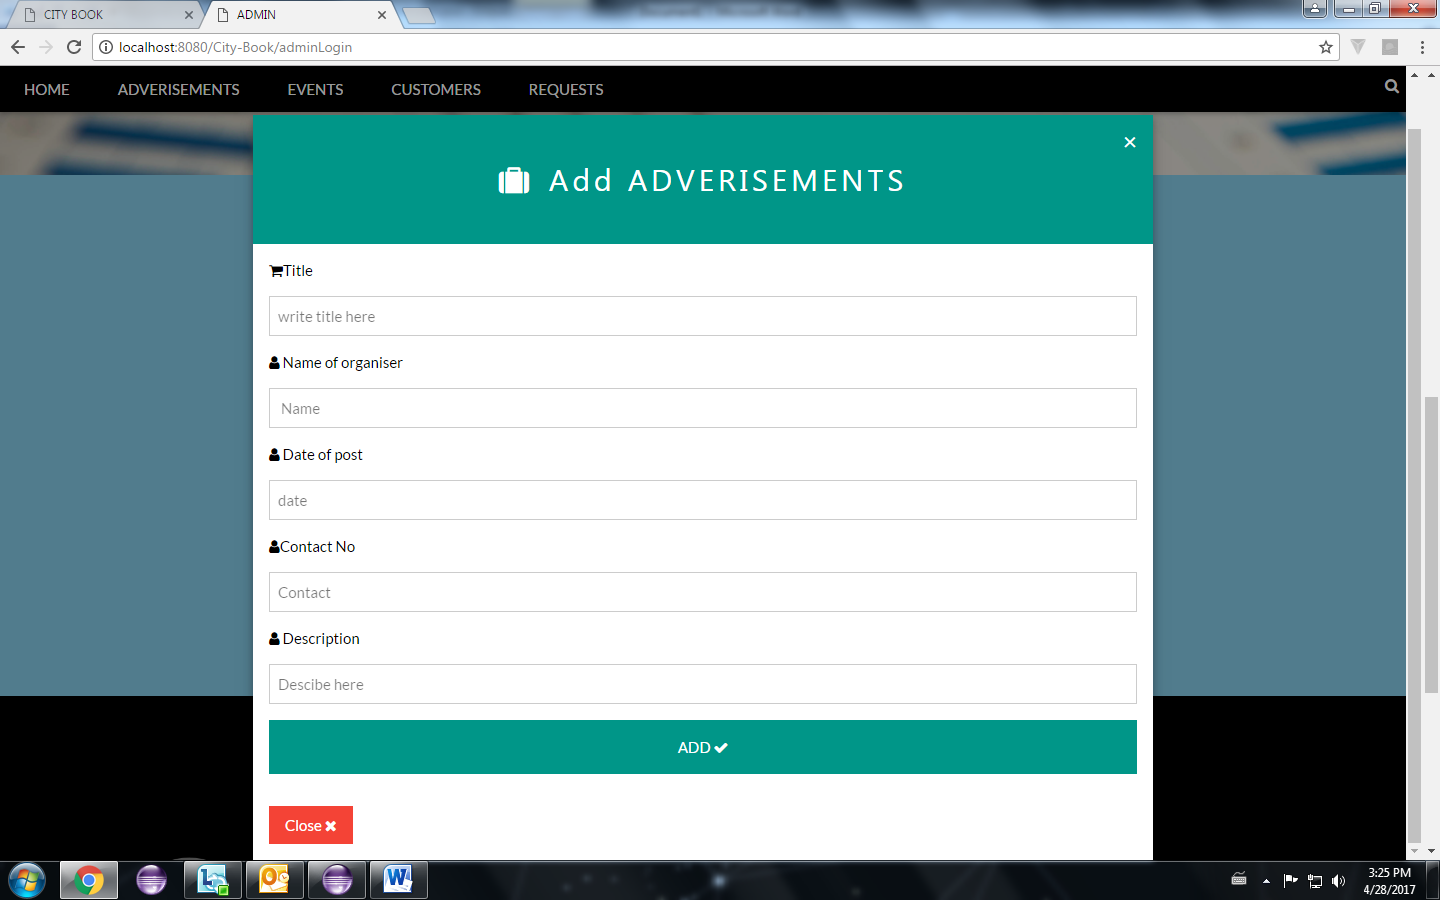 CITY BOOK
ADMIN
localhost:8080/City-Book/adminLogin
HOME ADVERISEMENTS EVENTS CUSTOMERS REQUESTS
Add ADVERISEMENTS
Title
write title here
Name of organiser
Name
Date of post
date
Contact No
Contact
Description
Descibe here
ADD
Close
3:25 PM
4/28/2017